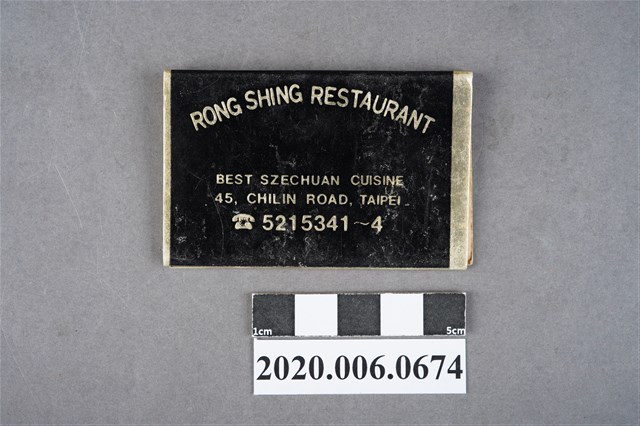 RONG SHING RESTAURANT
BEST SZECHUAN CUISINE
45, CHILIN ROAD, TAIPEI
☎ 5215341~4
1cm 5cm
2020.006.0674